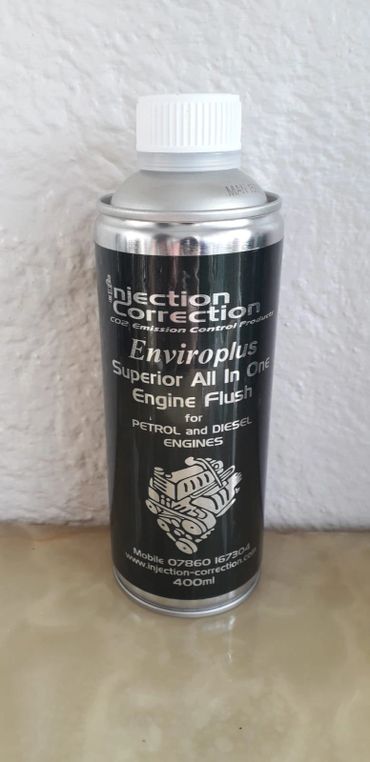 MAN
Injection
Correction
CO2 Emission Control Products
Enviroplus
Superior All In One
Engine Flush
for
PETROL and DIESEL
ENGINES
Mobile 07860 167304
www.injection-correction.com
400ml